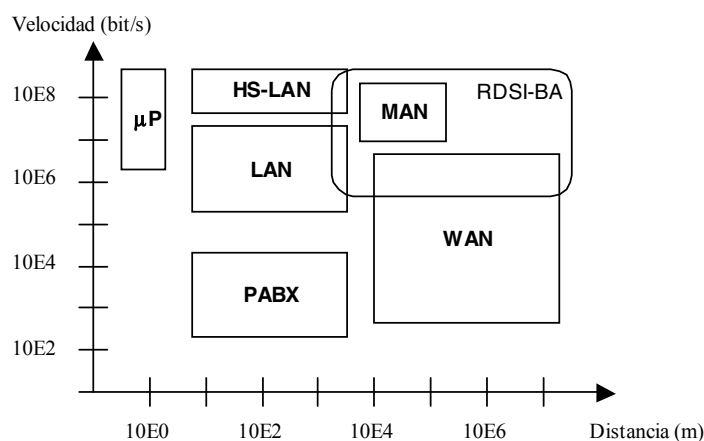 Velocidad (bit/s)
10E8
HS-LAN
RDSI-BA
MAN
µP
LAN
10E6
WAN
10E4
PABX
10E2
10E0
10E2
10E4
10E6
Distancia (m)